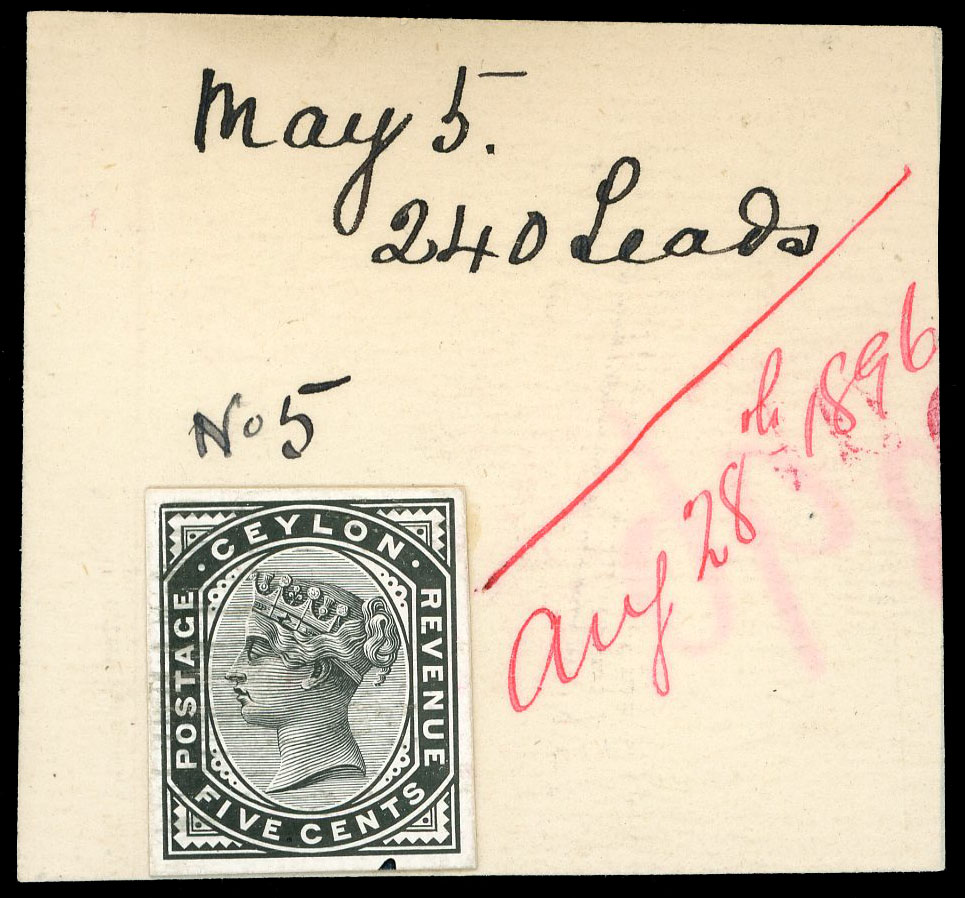 May 5.
240 Leads
No 5
Aug 28th 1896
CEYLON
POSTAGE
REVENUE
FIVE CENTS